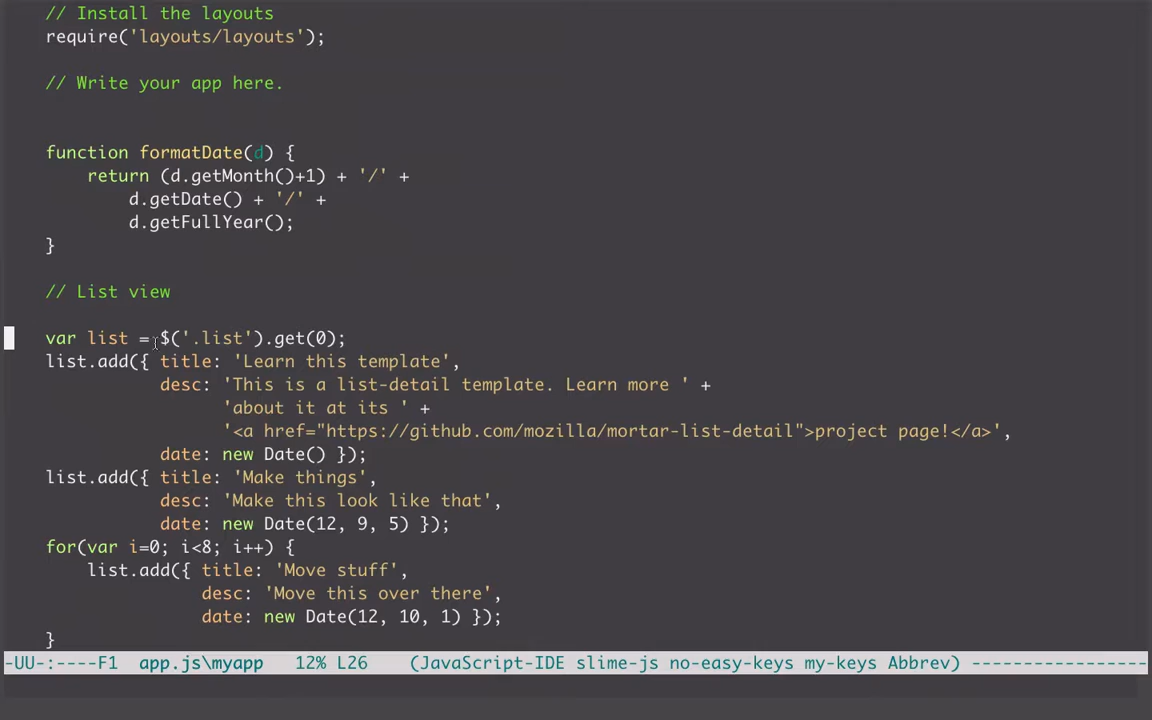 // Install the layouts
require('layouts/layouts');
// Write your app here.
function formatDate(d) {
return (d.getMonth()+1) + '/' +
d.getDate() + '/' +
d.getFullYear();
}
// List view
var list = $('.list').get(0);
list.add({ title: 'Learn this template',
desc: 'This is a list-detail template. Learn more ' +
'about it at its ' +
'<a href="https://github.com/mozilla/mortar-list-detail">project page!</a>',
date: new Date() });
list.add({ title: 'Make things',
desc: 'Make this look like that',
date: new Date(12, 9, 5) });
for(var i=0; i<8; i++) {
list.add({ title: 'Move stuff',
desc: 'Move this over there',
date: new Date(12, 10, 1) });
}
-UU-:----F1 app.js\myapp 12% L26 (JavaScript-IDE slime-js no-easy-keys my-keys Abbrev) ------------------